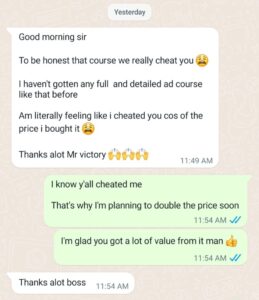 Yesterday
Good morning sir
To be honest that course we really cheat you 😫
I haven't gotten any full  and detailed ad course
like that before
Am literally feeling like i cheated you cos of the
price i bought it 😫
Thanks alot Mr victory 🙌🙌🙌
11:49 AM
I know y'all cheated me
That's why I'm planning to double the price soon
11:54 AM
I'm glad you got a lot of value from it man 👍
11:54 AM
Thanks alot boss
11:54 AM